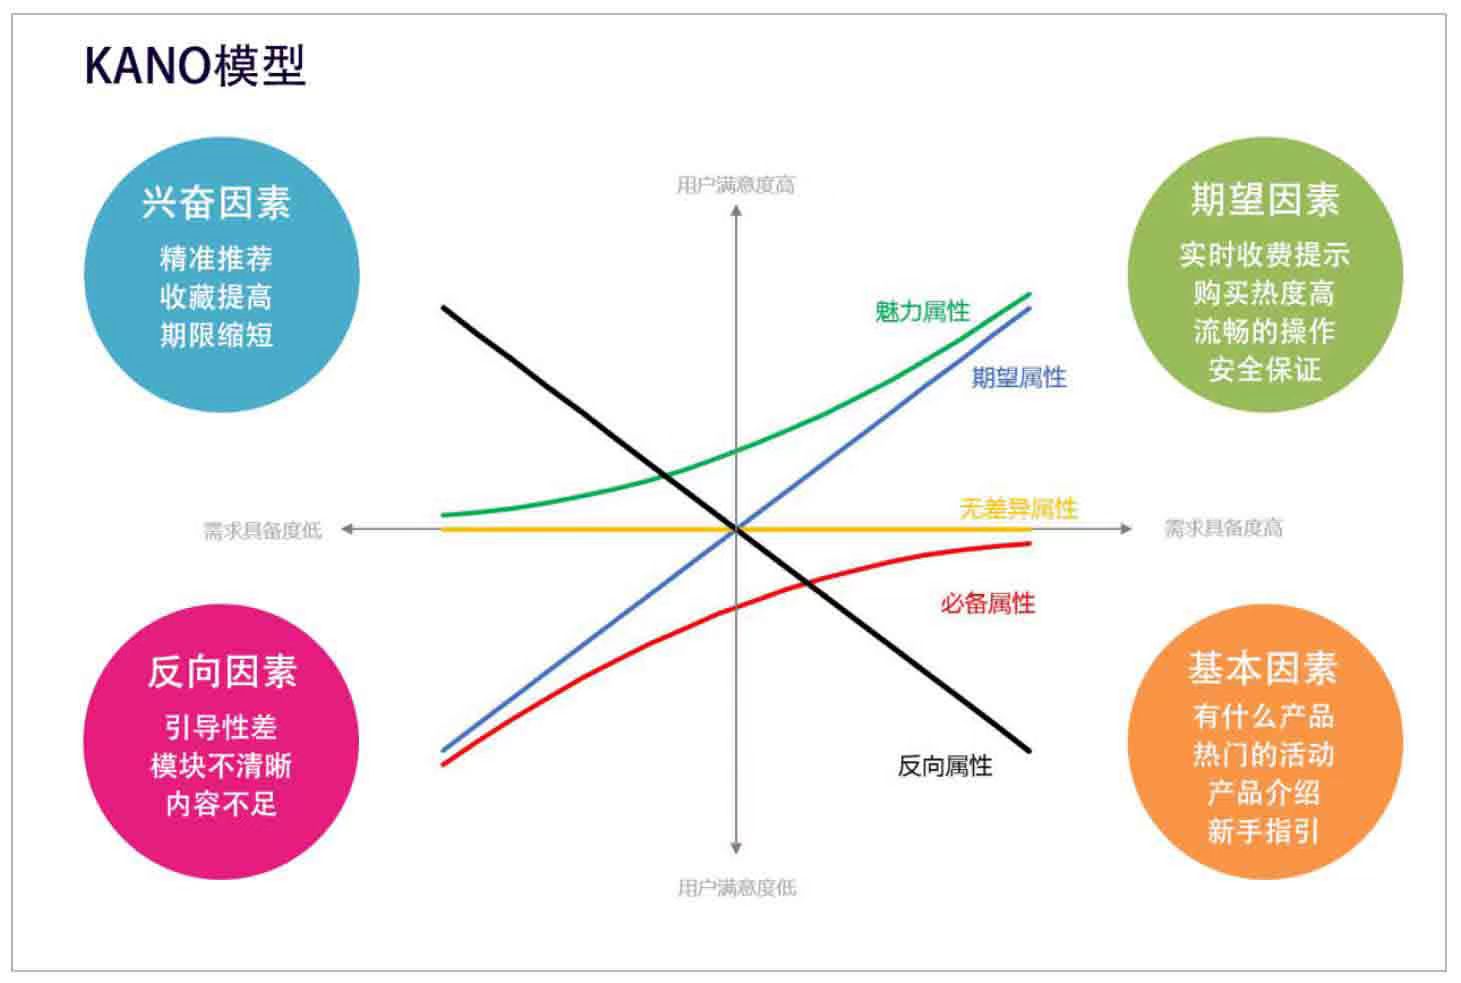 KANO模型
兴奋因素
精准推荐
收藏提高
期限缩短
用户满意度高
期望因素
实时收费提示
购买热度高
流畅的操作
安全保证
魅力属性
期望属性
无差异属性
需求具备度低
需求具备度高
必备属性
反向因素
引导性差
模块不清晰
内容不足
反向属性
基本因素
有什么产品
热门的活动
产品介绍
新手指引
用户满意度低